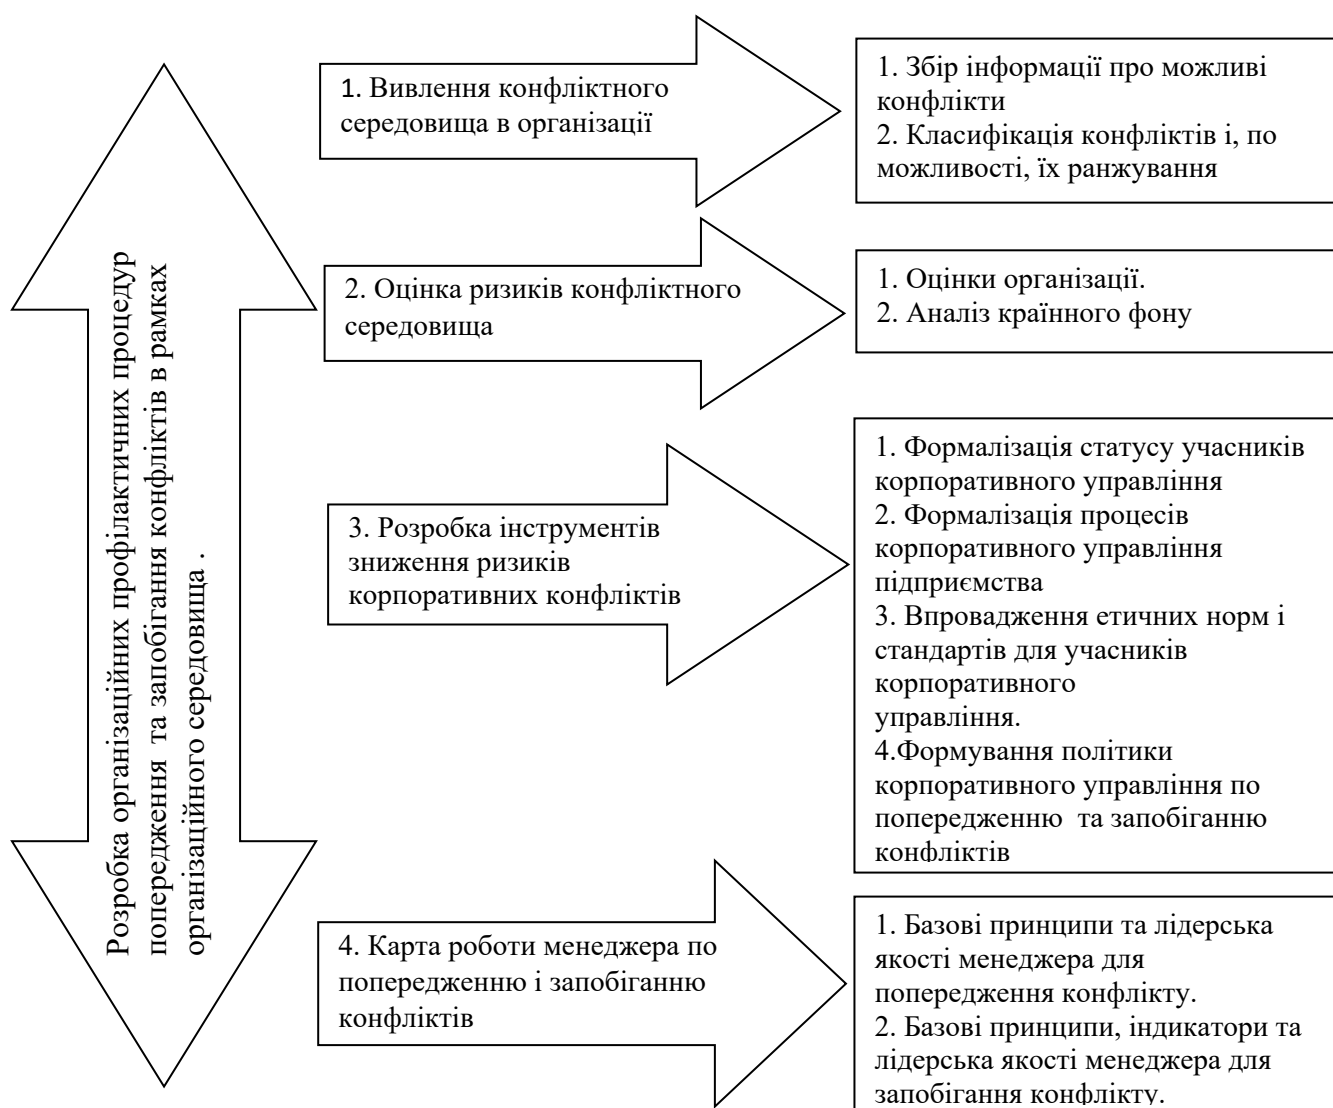 Розробка організаційних профілактичних процедур
попередження та запобігання конфліктів в рамках
організаційного середовища .
1. Вивлення конфліктного
середовища в організації
1. Збір інформації про можливі
конфлікти
2. Класифікація конфліктів і, по
можливості, їх ранжування
2. Оцінка ризиків конфліктного
середовища
1. Оцінки організації.
2. Аналіз країнного фону
3. Розробка інструментів
зниження ризиків
корпоративних конфліктів
1. Формалізація статусу учасників
корпоративного управління
2. Формалізація процесів
корпоративного управління
підприємства
3. Впровадження етичних норм і
стандартів для учасників
корпоративного
управління.
4.Формування політики
корпоративного управління по
попередженню та запобіганню
конфліктів
4. Карта роботи менеджера по
попередженню і запобіганню
конфліктів
1. Базові принципи та лідерська
якості менеджера для
попередження конфлікту.
2. Базові принципи, індикатори та
лідерська якості менеджера для
запобігання конфлікту.